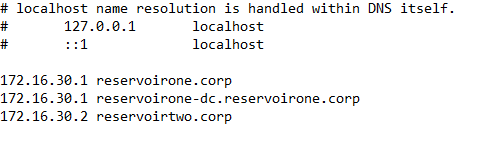 # localhost name resolution is handled within DNS itself.
#       127.0.0.1       localhost
#       ::1             localhost
172.16.30.1 reservoirone.corp
172.16.30.1 reservoirone-dc.reservoirone.corp
172.16.30.2 reservoirtwo.corp